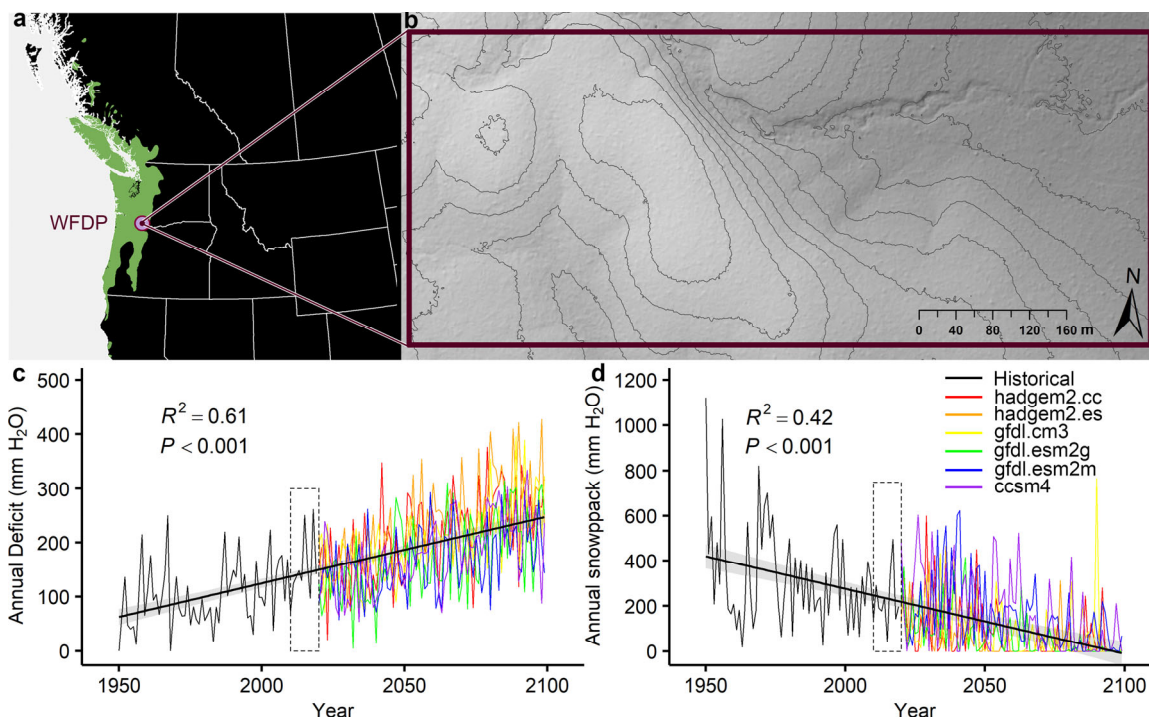 a
b
WFDP
N
0 40 80 120 160 m
c
500
400
300
200
100
0
Annual Deficit (mm H₂O)
R² = 0.61
P < 0.001
1950
2000
2050
2100
Year
d
1200
1000
800
600
400
200
0
Annual snowppack (mm H₂O)
R² = 0.42
P < 0.001
Historical
hadgem2.cc
hadgem2.es
gfdl.cm3
gfdl.esm2g
gfdl.esm2m
ccsm4
1950
2000
2050
2100
Year